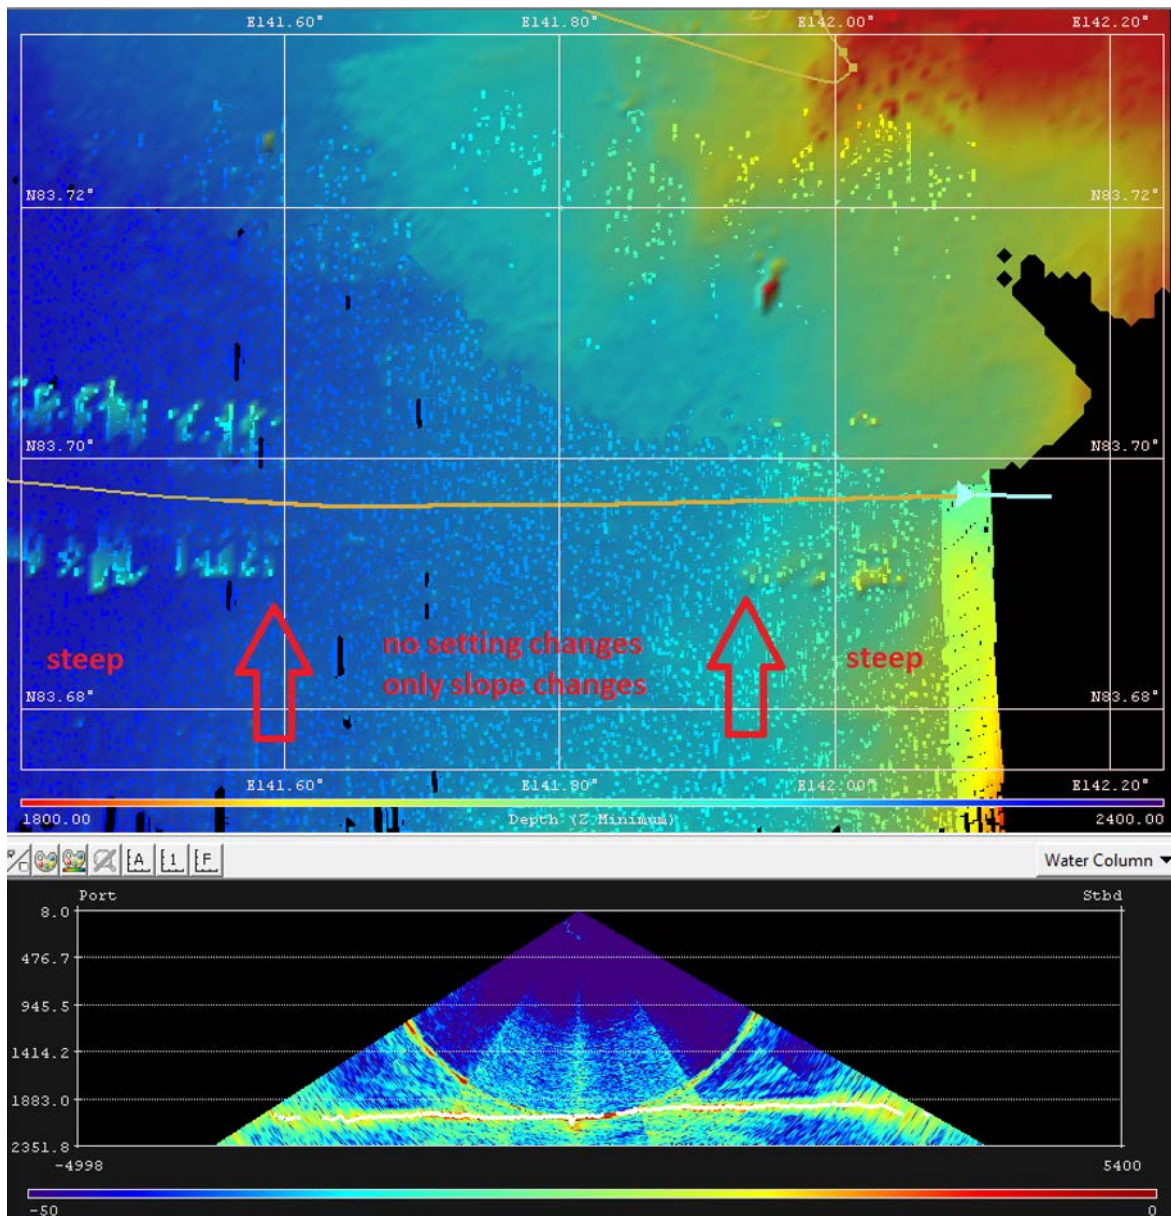 E141.60° E141.80° E142.00° E142.20°
N83.72° N83.72°
N83.70° N83.70°
no setting changes
steep steep
only slope changes
N83.68° N83.68°
E141.60° E141.80° E142.00° E142.20°
1800.00 Depth (Z Minimum) 2400.00
A 1 F Water Column
Port Stbd
8.0
476.7
945.5
1414.2
1883.0
2351.8
-4998 5400
-50 0